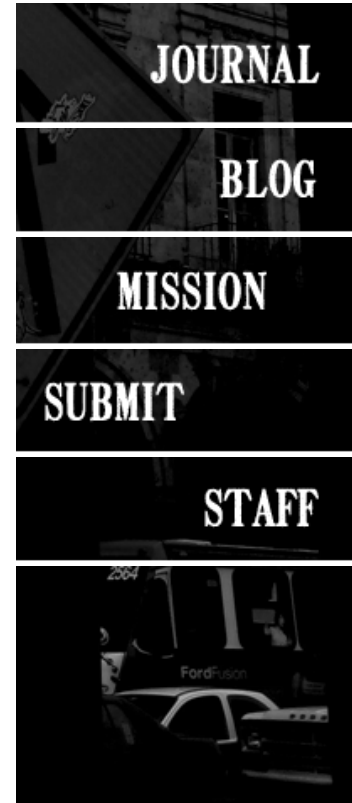 JOURNAL
BLOG
MISSION
SUBMIT
STAFF
2564
FordFusion